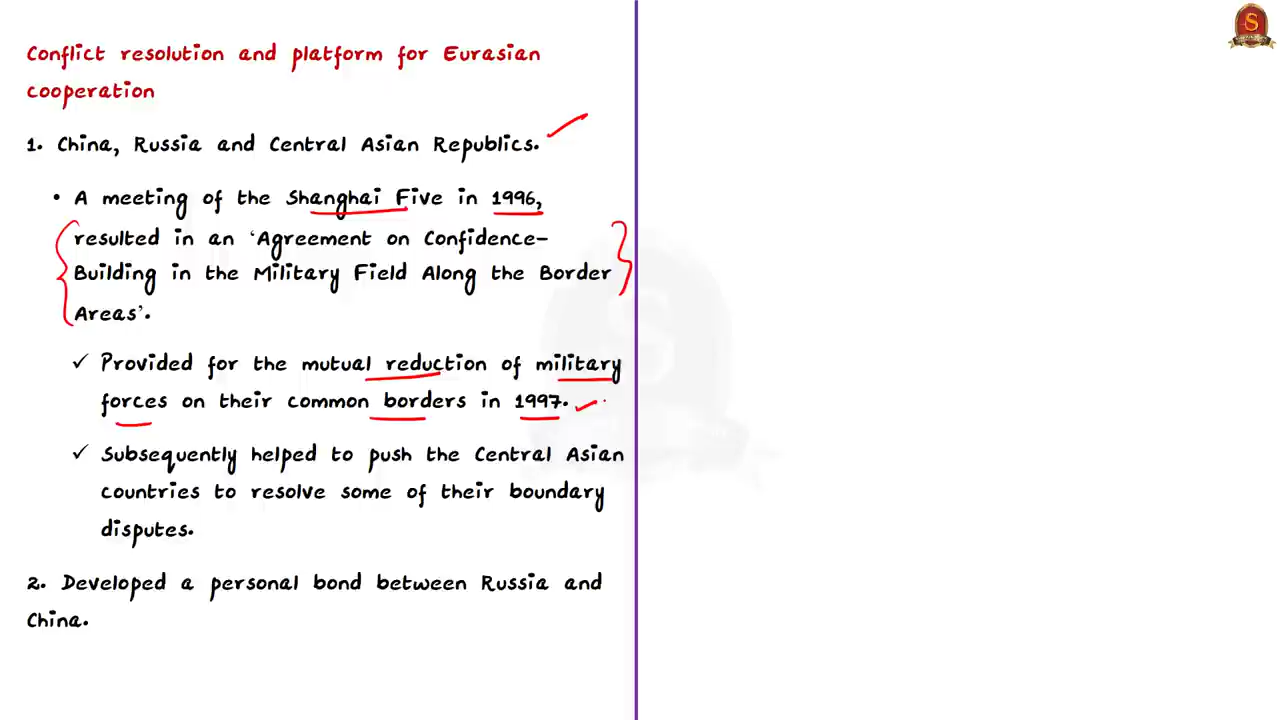 Conflict resolution and platform for Eurasian
cooperation
1. China, Russia and Central Asian Republics.
• A meeting of the Shanghai Five in 1996,
resulted in an ‘Agreement on Confidence-
Building in the Military Field Along the Border
Areas’.
✓ Provided for the mutual reduction of military
forces on their common borders in 1997.
✓ Subsequently helped to push the Central Asian
countries to resolve some of their boundary
disputes.
2. Developed a personal bond between Russia and
China.
S